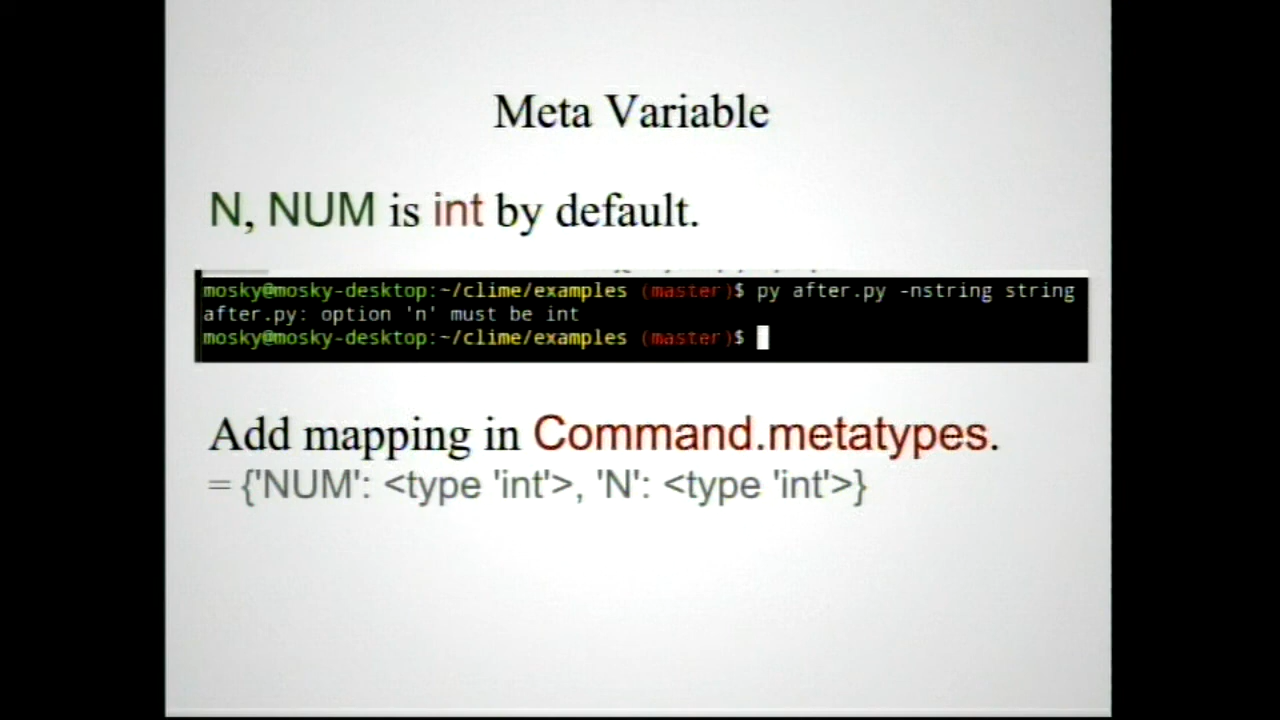 Meta Variable
N, NUM is int by default.
mosky@mosky-desktop:~/clime/examples (master)$ py after.py -nstring string
after.py: option 'n' must be int
mosky@mosky-desktop:~/clime/examples (master)$
Add mapping in Command.metatypes.
= {'NUM': <type 'int'>, 'N': <type 'int'>}